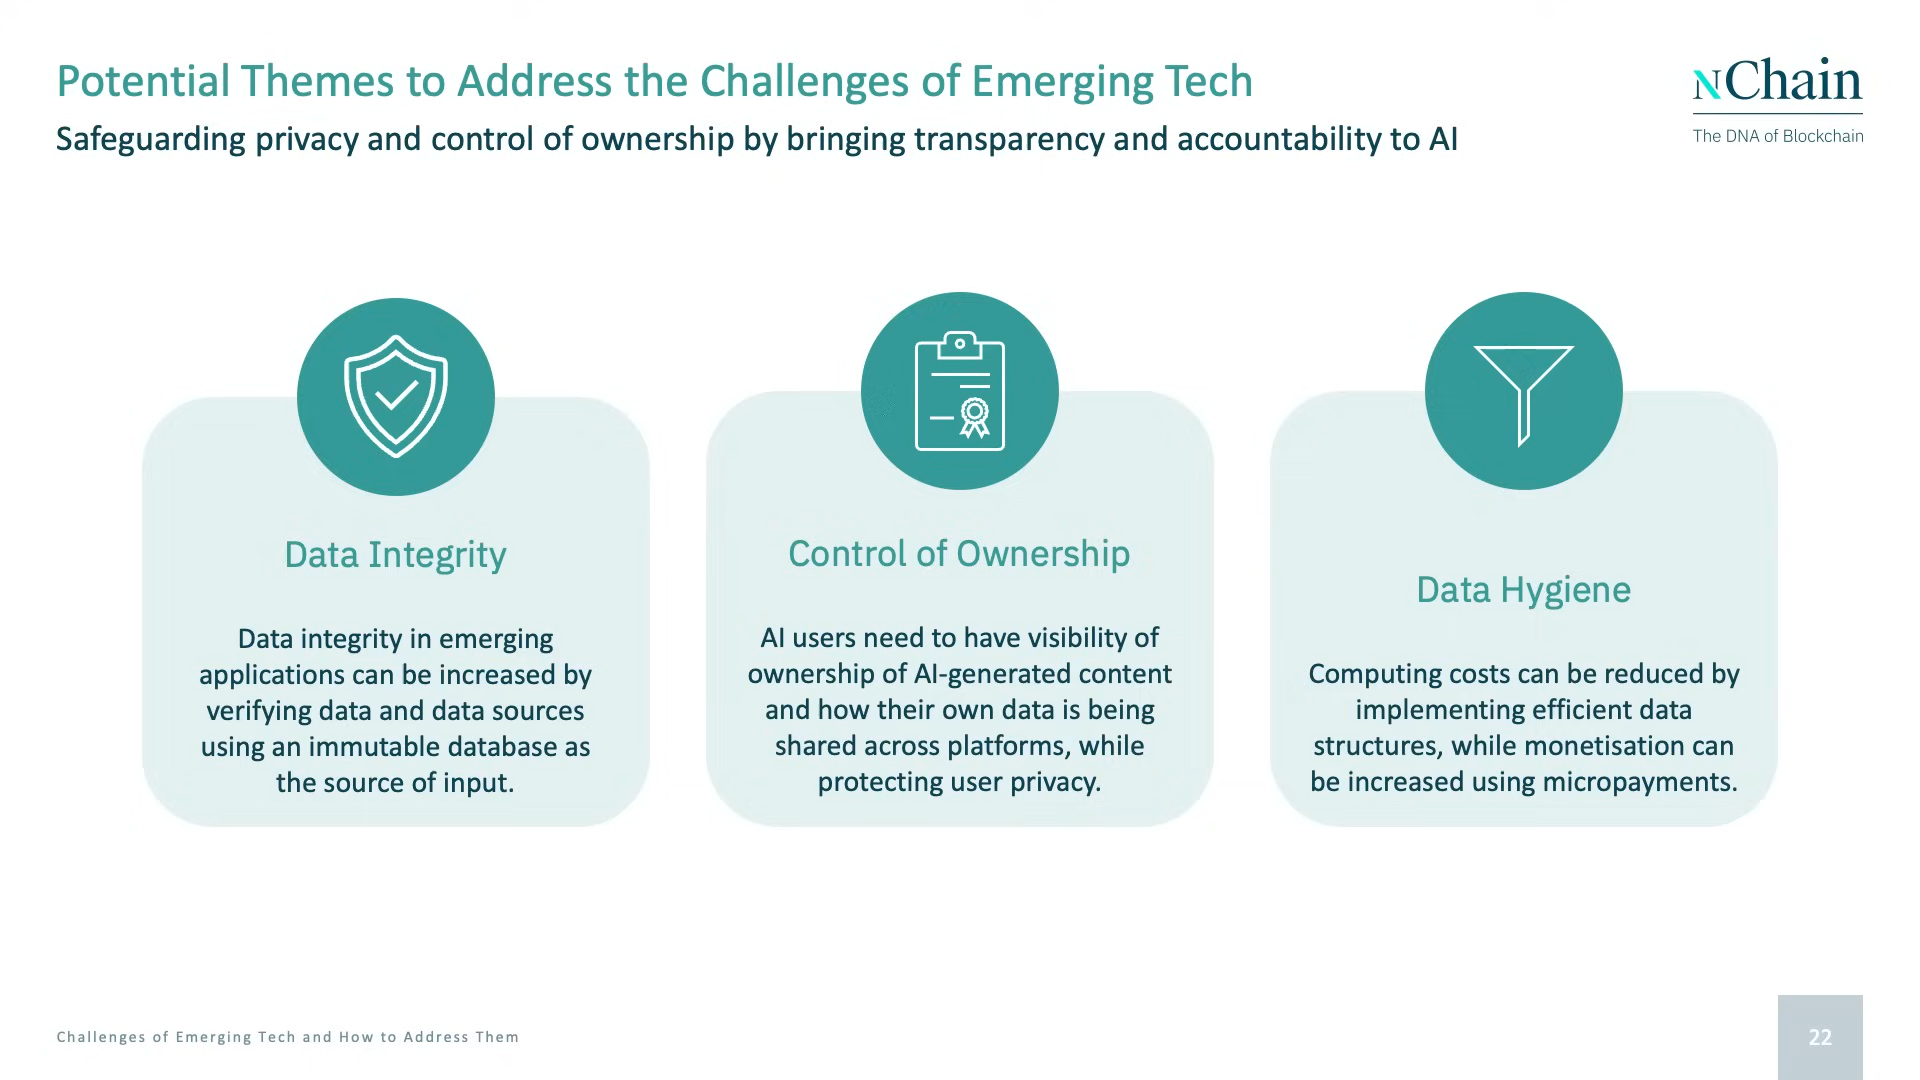 Potential Themes to Address the Challenges of Emerging Tech
Safeguarding privacy and control of ownership by bringing transparency and accountability to AI
nChain
The DNA of Blockchain
Data Integrity
Data integrity in emerging
applications can be increased by
verifying data and data sources
using an immutable database as
the source of input.
Control of Ownership
AI users need to have visibility of
ownership of AI-generated content
and how their own data is being
shared across platforms, while
protecting user privacy.
Data Hygiene
Computing costs can be reduced by
implementing efficient data
structures, while monetisation can
be increased using micropayments.
Challenges of Emerging Tech and How to Address Them
22